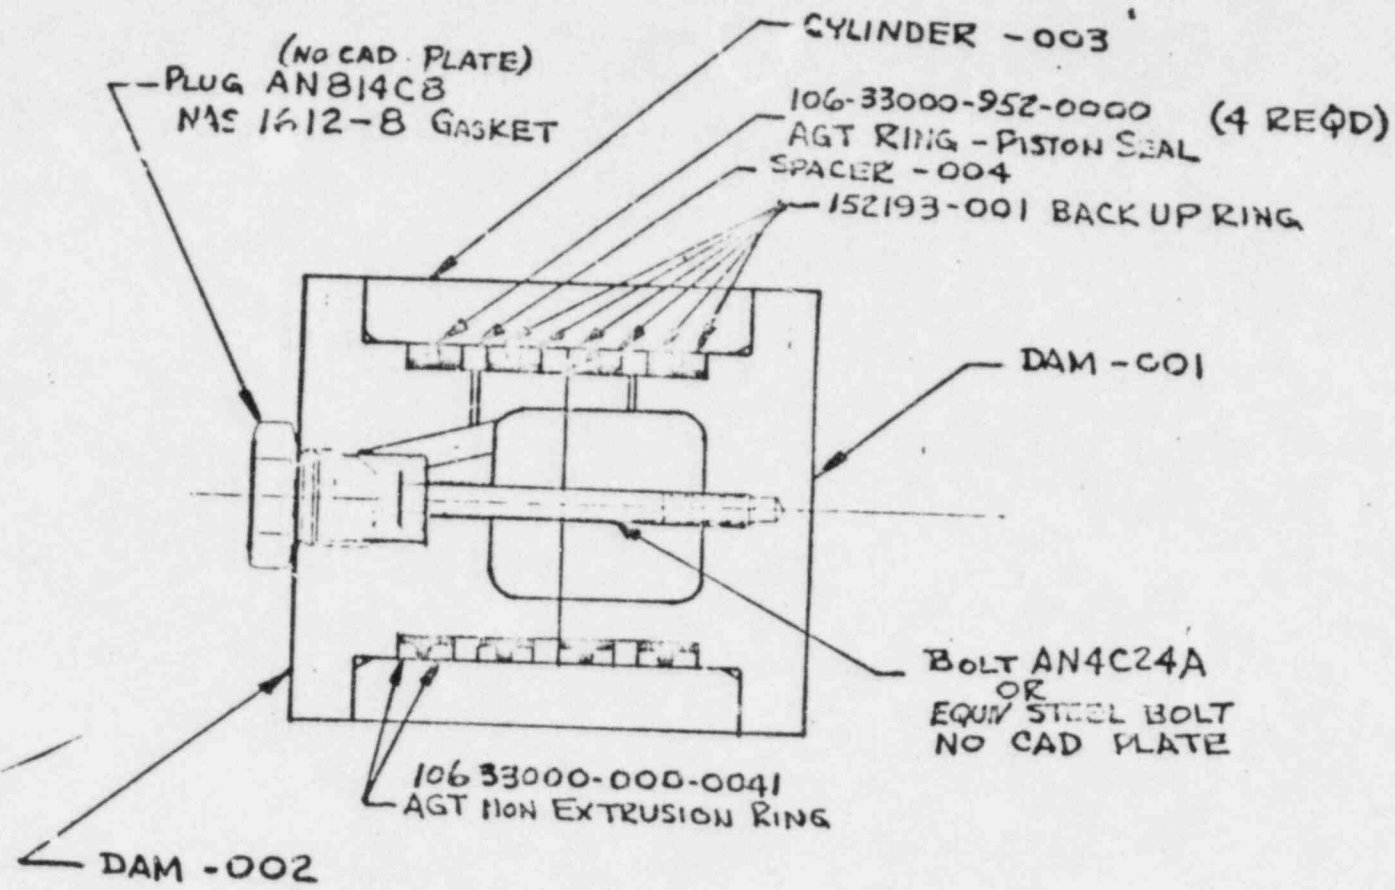 CYLINDER -003
(NO CAD. PLATE)
PLUG AN814C8
NAS 1612-8 GASKET
106-33000-952-0000 (4 REQD)
AGT RING - PISTON SEAL
SPACER -004
152193-001 BACK UP RING
DAM -001
BOLT AN4C24A
OR
EQUIV STEEL BOLT
NO CAD PLATE
106 33000-000-0041
AGT NON EXTRUSION RING
DAM -002